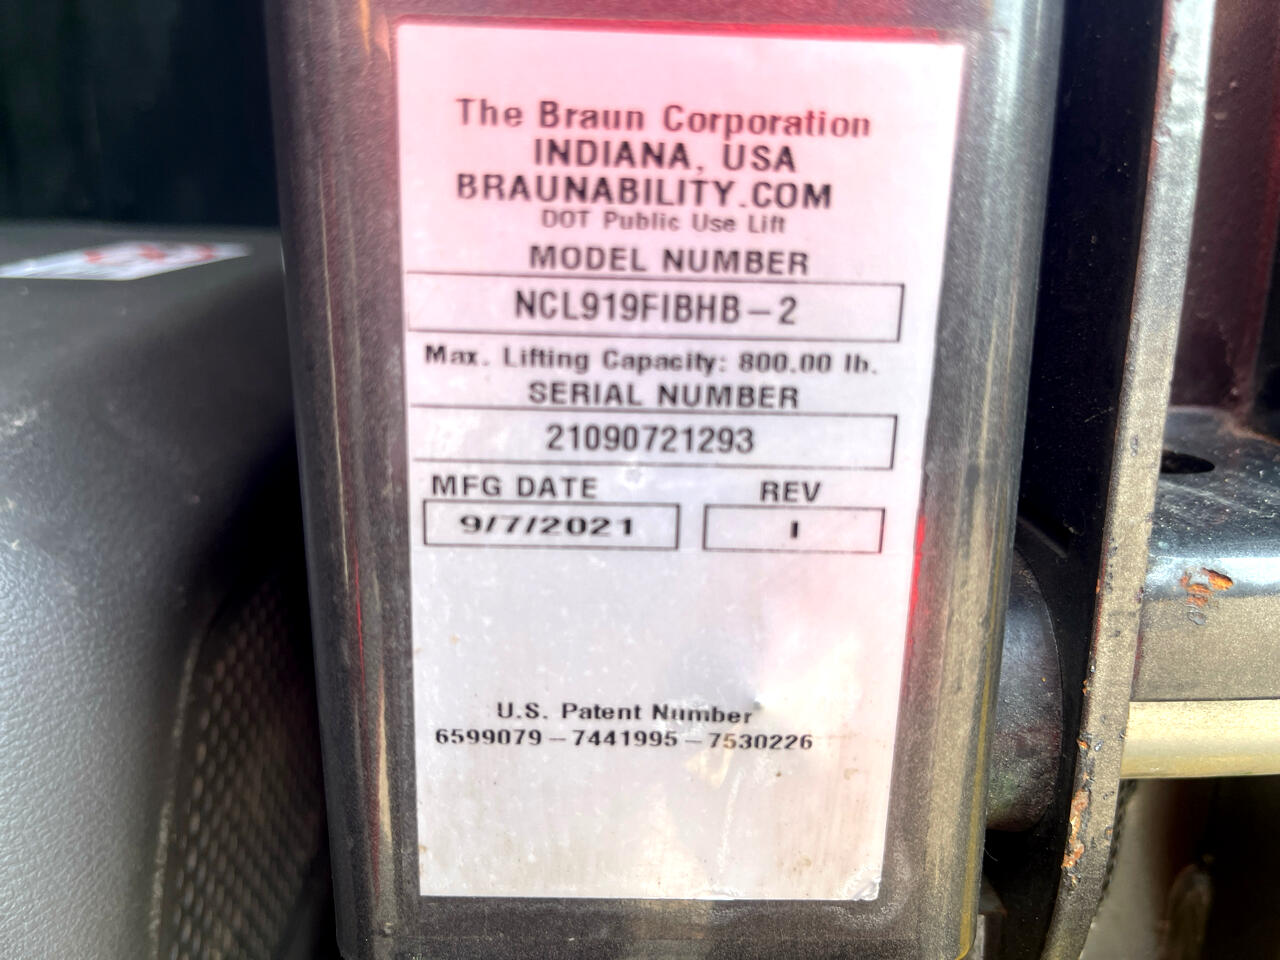 The Braun Corporation
INDIANA, USA
BRAUNABILITY.COM
DOT Public Use Lift
MODEL NUMBER
NCL919FIBHB-2
Max. Lifting Capacity: 800.00 lb.
SERIAL NUMBER
21090721293
MFG DATE REV
9/7/2021 I
U.S. Patent Number
6599079-7441995-7530226